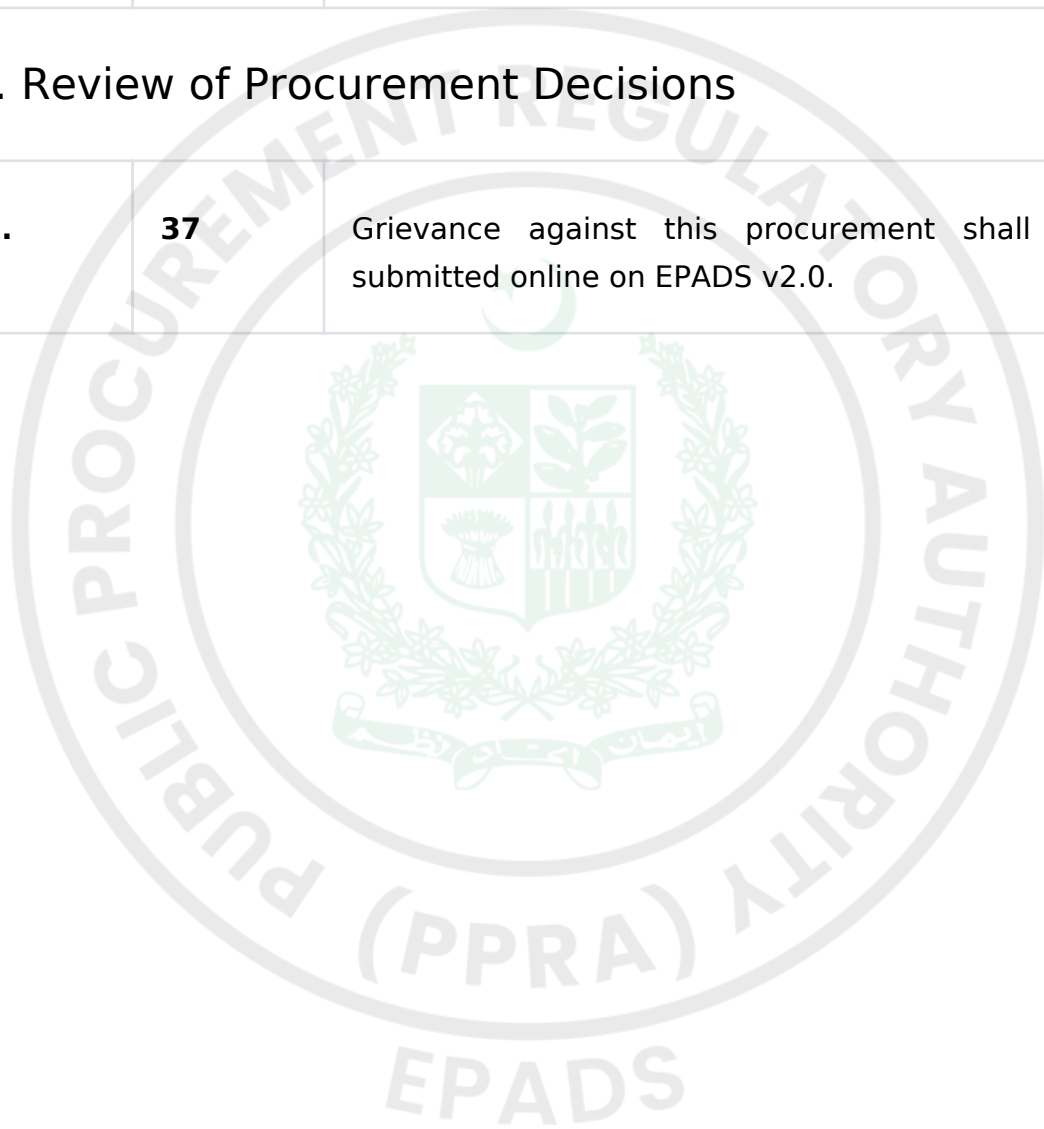 . Review of Procurement Decisions
. 37 Grievance against this procurement shall
submitted online on EPADS v2.0.
PUBLIC PROCUREMENT REGULATORY AUTHORITY
(PPRA)
EPADS